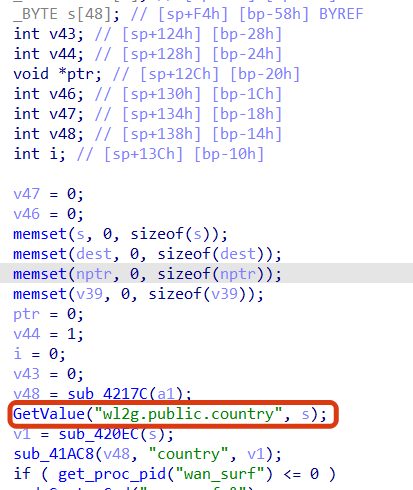 _BYTE s[48]; // [sp+F4h] [bp-58h] BYREF
int v43; // [sp+124h] [bp-28h]
int v44; // [sp+128h] [bp-24h]
void *ptr; // [sp+12Ch] [bp-20h]
int v46; // [sp+130h] [bp-1Ch]
int v47; // [sp+134h] [bp-18h]
int v48; // [sp+138h] [bp-14h]
int i; // [sp+13Ch] [bp-10h]
v47 = 0;
v46 = 0;
memset(s, 0, sizeof(s));
memset(dest, 0, sizeof(dest));
memset(nptr, 0, sizeof(nptr));
memset(v39, 0, sizeof(v39));
ptr = 0;
v44 = 1;
i = 0;
v43 = 0;
v48 = sub_4217C(a1);
GetValue("wl2g.public.country", s);
v1 = sub_420EC(s);
sub_41AC8(v48, "country", v1);
if ( get_proc_pid("wan_surf") <= 0 )